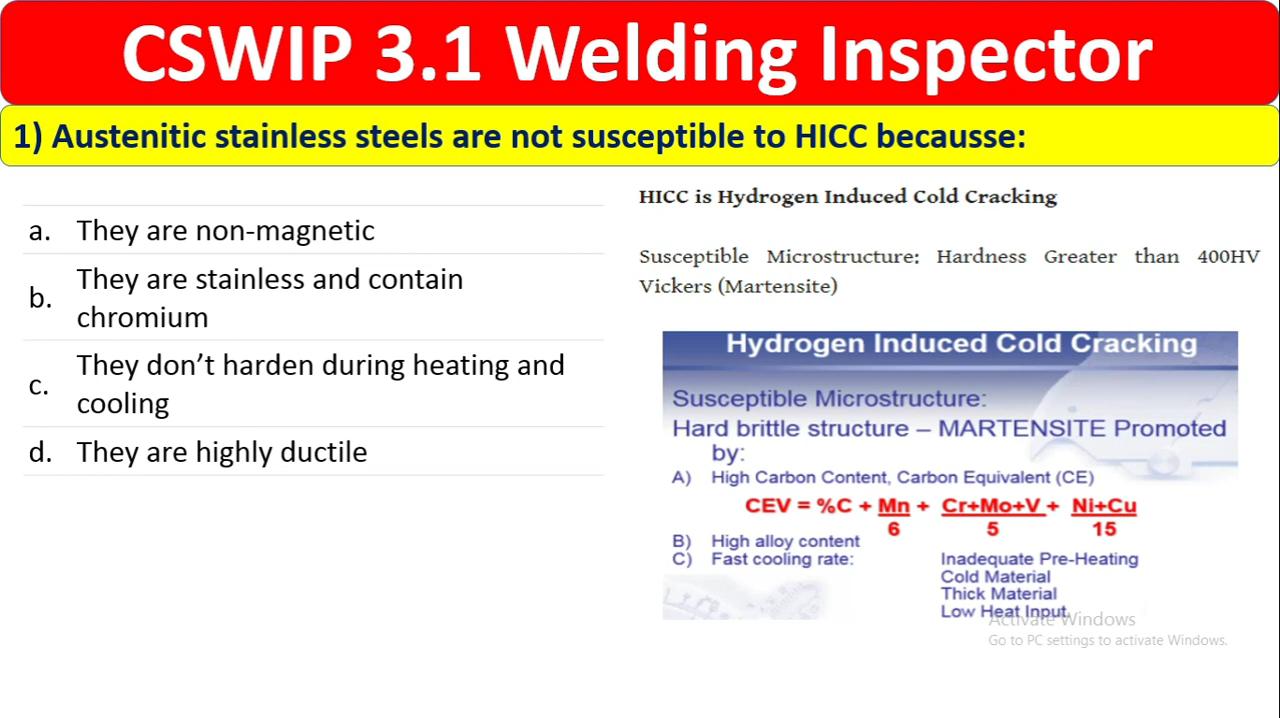 CSWIP 3.1 Welding Inspector
1) Austenitic stainless steels are not susceptible to HICC becausse:
a. They are non-magnetic
b. They are stainless and contain
chromium
c. They don’t harden during heating and
cooling
d. They are highly ductile
HICC is Hydrogen Induced Cold Cracking
Susceptible Microstructure: Hardness Greater than 400HV
Vickers (Martensite)
Hydrogen Induced Cold Cracking
Susceptible Microstructure:
Hard brittle structure – MARTENSITE Promoted
by:
A) High Carbon Content, Carbon Equivalent (CE)
CEV = %C + Mn + Cr+Mo+V + Ni+Cu
6 5 15
B) High alloy content
C) Fast cooling rate: Inadequate Pre-Heating
Cold Material
Thick Material
Low Heat Input
Activate Windows
Go to PC settings to activate Windows.